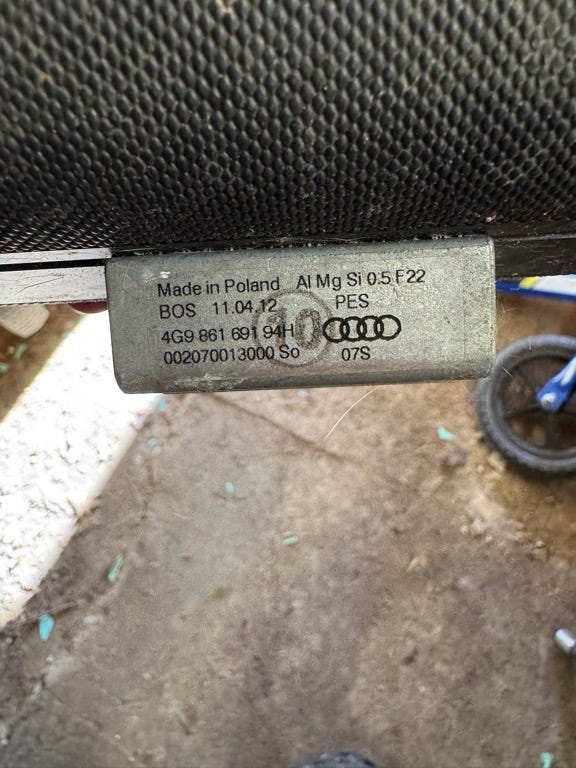 Made in Poland Al Mg Si 0.5 F22
BOS 11.04.12 PES
4G9 861 691 94H 10
002070013000 So 07S